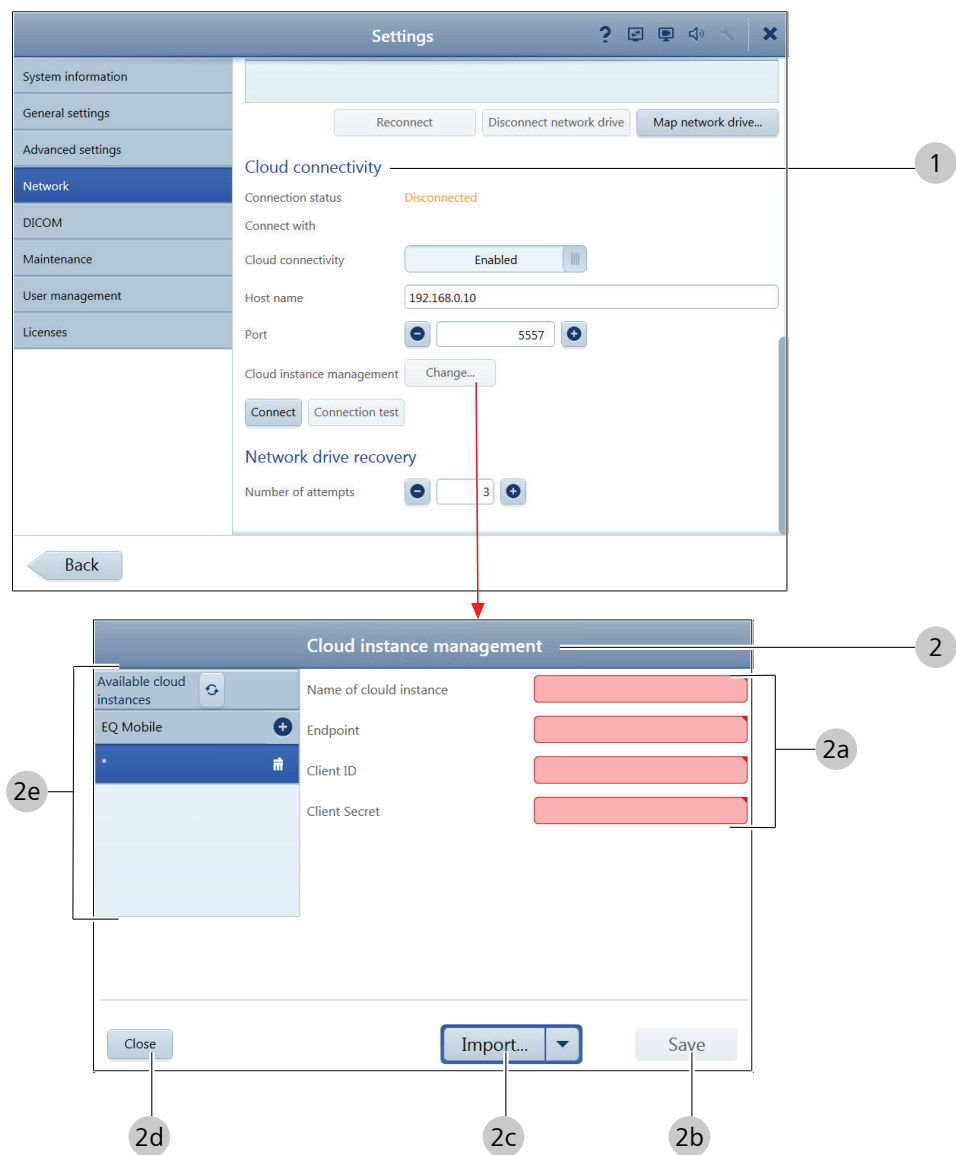 Settings
?
System information
General settings
Advanced settings
Network
DICOM
Maintenance
User management
Licenses
Reconnect
Disconnect network drive
Map network drive...
Cloud connectivity
1
Connection status
Disconnected
Connect with
Cloud connectivity
Enabled
Host name
192.168.0.10
Port
5557
Cloud instance management
Change...
Connect
Connection test
Network drive recovery
Number of attempts
3
Back
Cloud instance management
2
Available cloud
instances
EQ Mobile
*
Name of clould instance
Endpoint
Client ID
Client Secret
2a
2e
Close
Import...
Save
2d
2c
2b